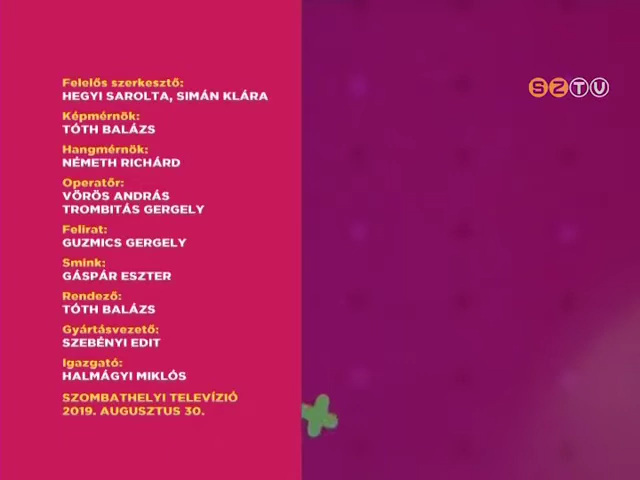 Felelős szerkesztő:
HEGYI SAROLTA, SIMÁN KLÁRA
Képmérnök:
TÓTH BALÁZS
Hangmérnök:
NÉMETH RICHÁRD
Operatőr:
VÖRÖS ANDRÁS
TROMBITÁS GERGELY
Felirat:
GUZMICS GERGELY
Smink:
GÁSPÁR ESZTER
Rendező:
TÓTH BALÁZS
Gyártásvezető:
SZEBÉNYI EDIT
Igazgató:
HALMÁGYI MIKLÓS
SZOMBATHELYI TELEVÍZIÓ
2019. AUGUSZTUS 30.
SZTV